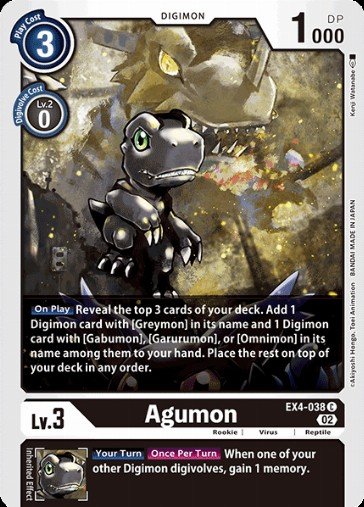 DIGIMON
Play Cost
3
1000
DP
Digivolve Cost
Lv.2
0
Kenji Watanabe
©Akiyoshi Hongo, Toei Animation BANDAI MADE IN JAPAN
On Play Reveal the top 3 cards of your deck. Add 1
Digimon card with [Greymon] in its name and 1 Digimon
card with [Gabumon], [Garurumon], or [Omnimon] in
its name among them to your hand. Place the rest on top of
your deck in any order.
EX4-038 C
02
Lv.3
Agumon
Rookie | Virus | Reptile
Inherited Effect
Your Turn Once Per Turn When one of your
other Digimon digivolves, gain 1 memory.